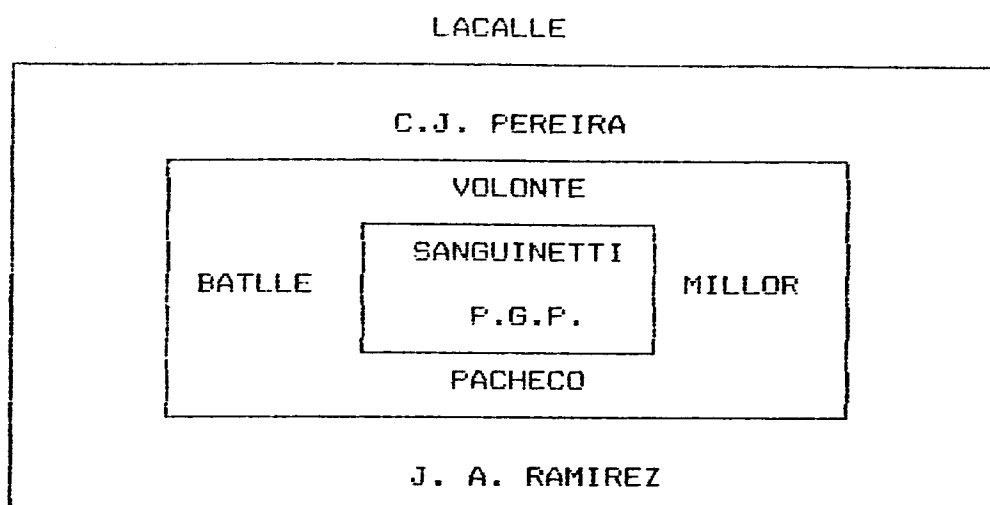 LACALLE
C.J. PEREIRA
VOLONTE
SANGUINETTI
BATLLE MILLOR
P.G.P.
PACHECO
J. A. RAMIREZ